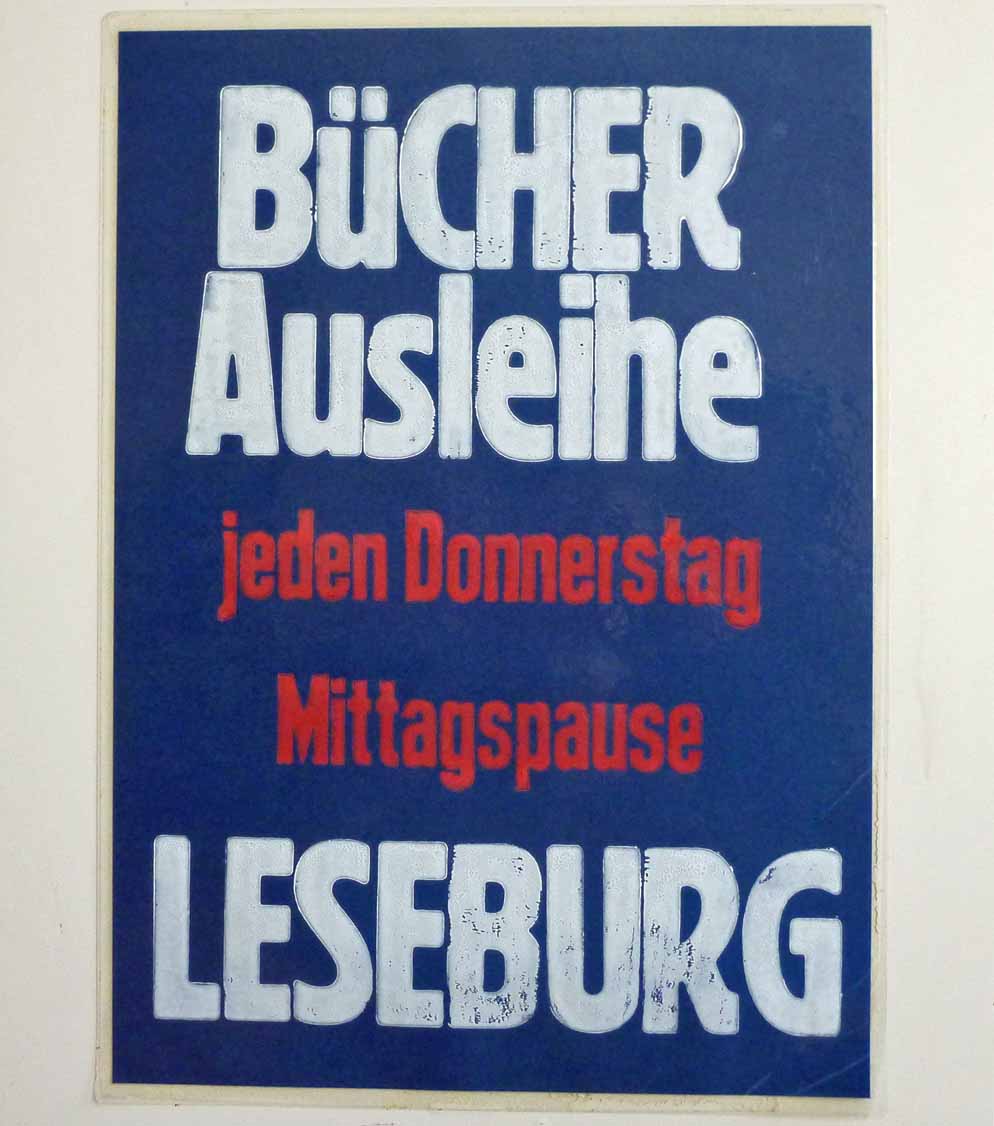 BüCHER
Ausleihe
jeden Donnerstag
Mittagspause
LESEBURG